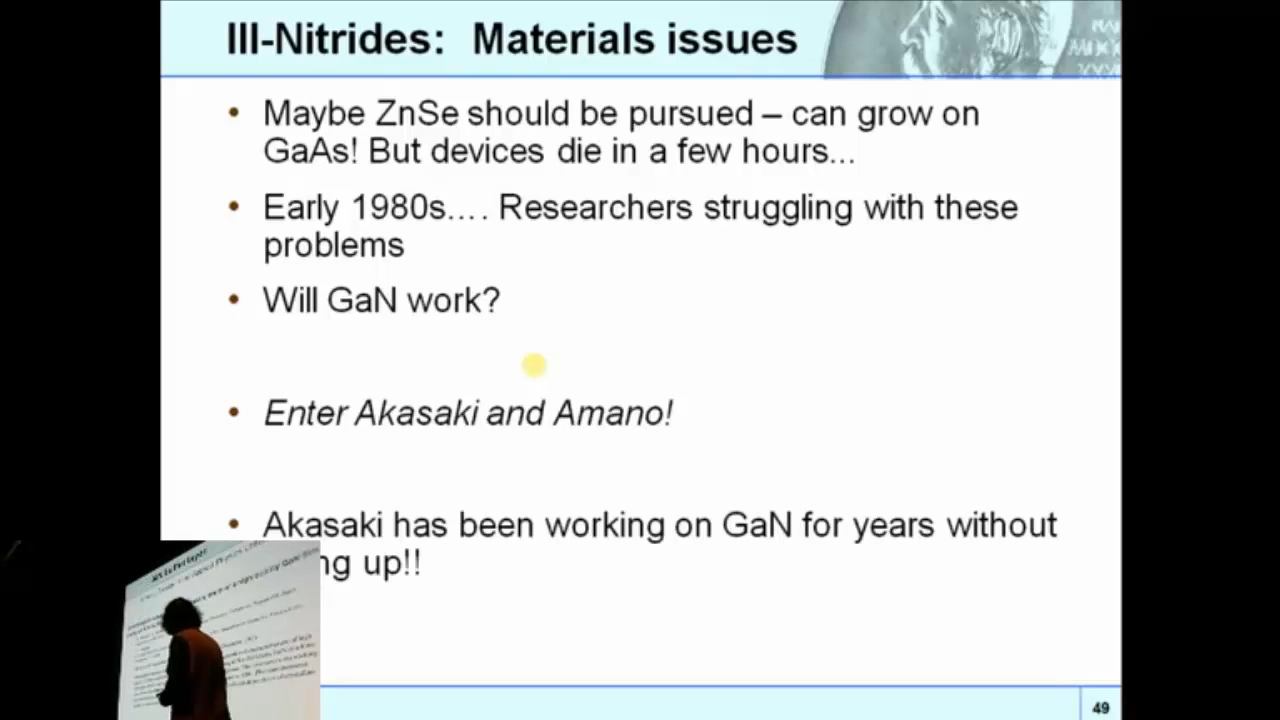 III-Nitrides: Materials issues
• Maybe ZnSe should be pursued – can grow on
GaAs! But devices die in a few hours...
• Early 1980s.... Researchers struggling with these
problems
• Will GaN work?
• Enter Akasaki and Amano!
• Akasaki has been working on GaN for years without
ng up!!
49